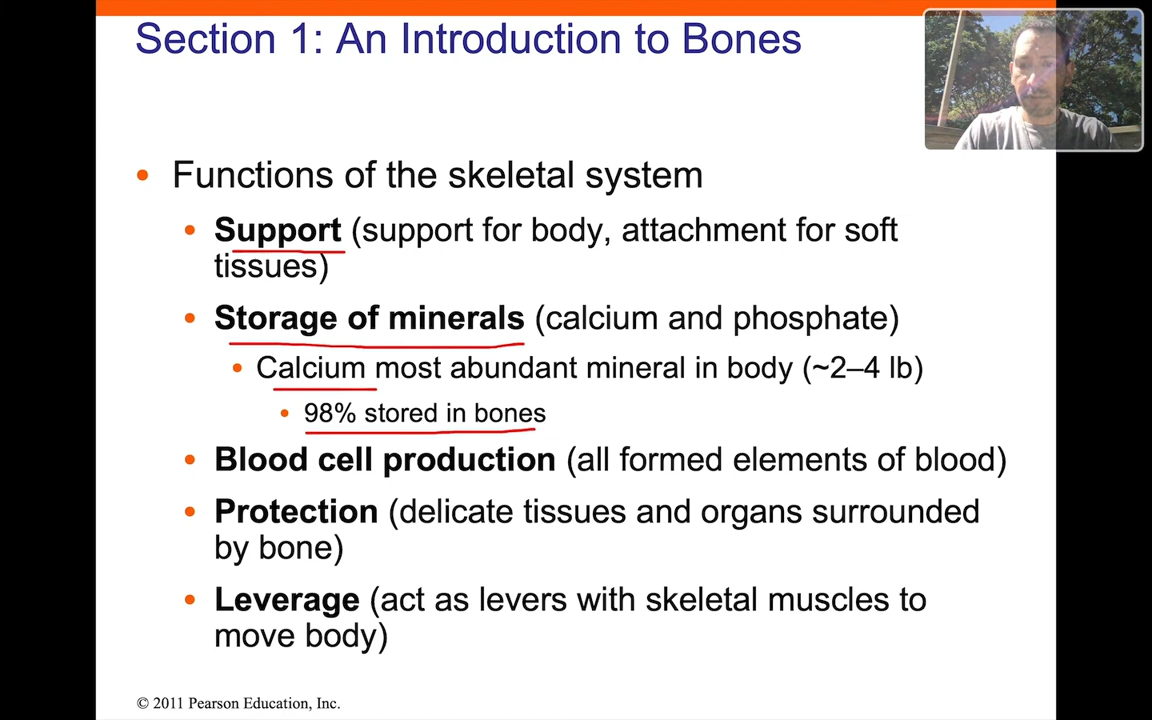 Section 1: An Introduction to Bones
• Functions of the skeletal system
• Support (support for body, attachment for soft
tissues)
• Storage of minerals (calcium and phosphate)
• Calcium most abundant mineral in body (~2–4 lb)
• 98% stored in bones
• Blood cell production (all formed elements of blood)
• Protection (delicate tissues and organs surrounded
by bone)
• Leverage (act as levers with skeletal muscles to
move body)
© 2011 Pearson Education, Inc.